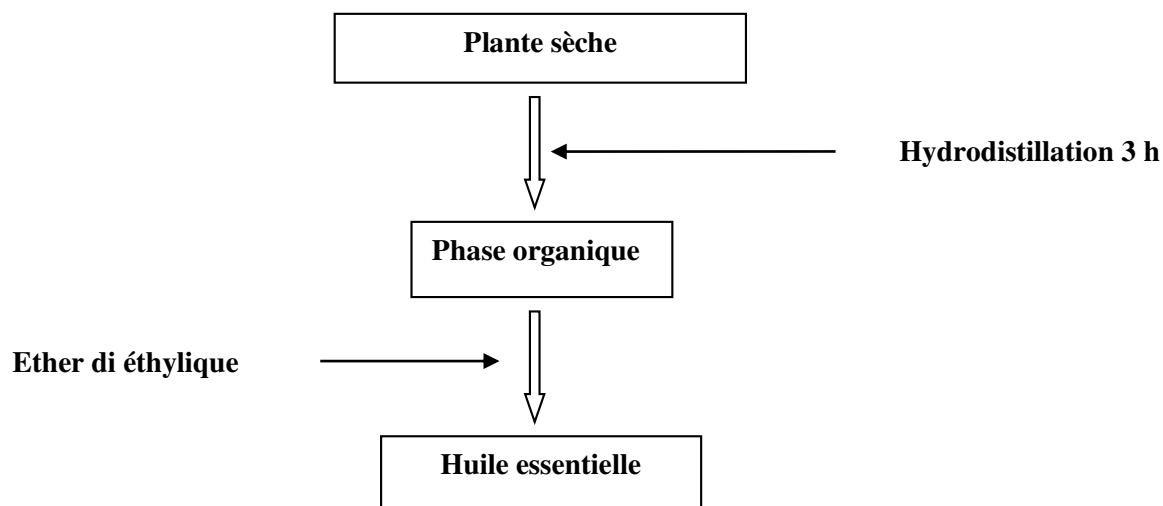 Plante sèche
Hydrodistillation 3 h
Phase organique
Ether di éthylique
Huile essentielle